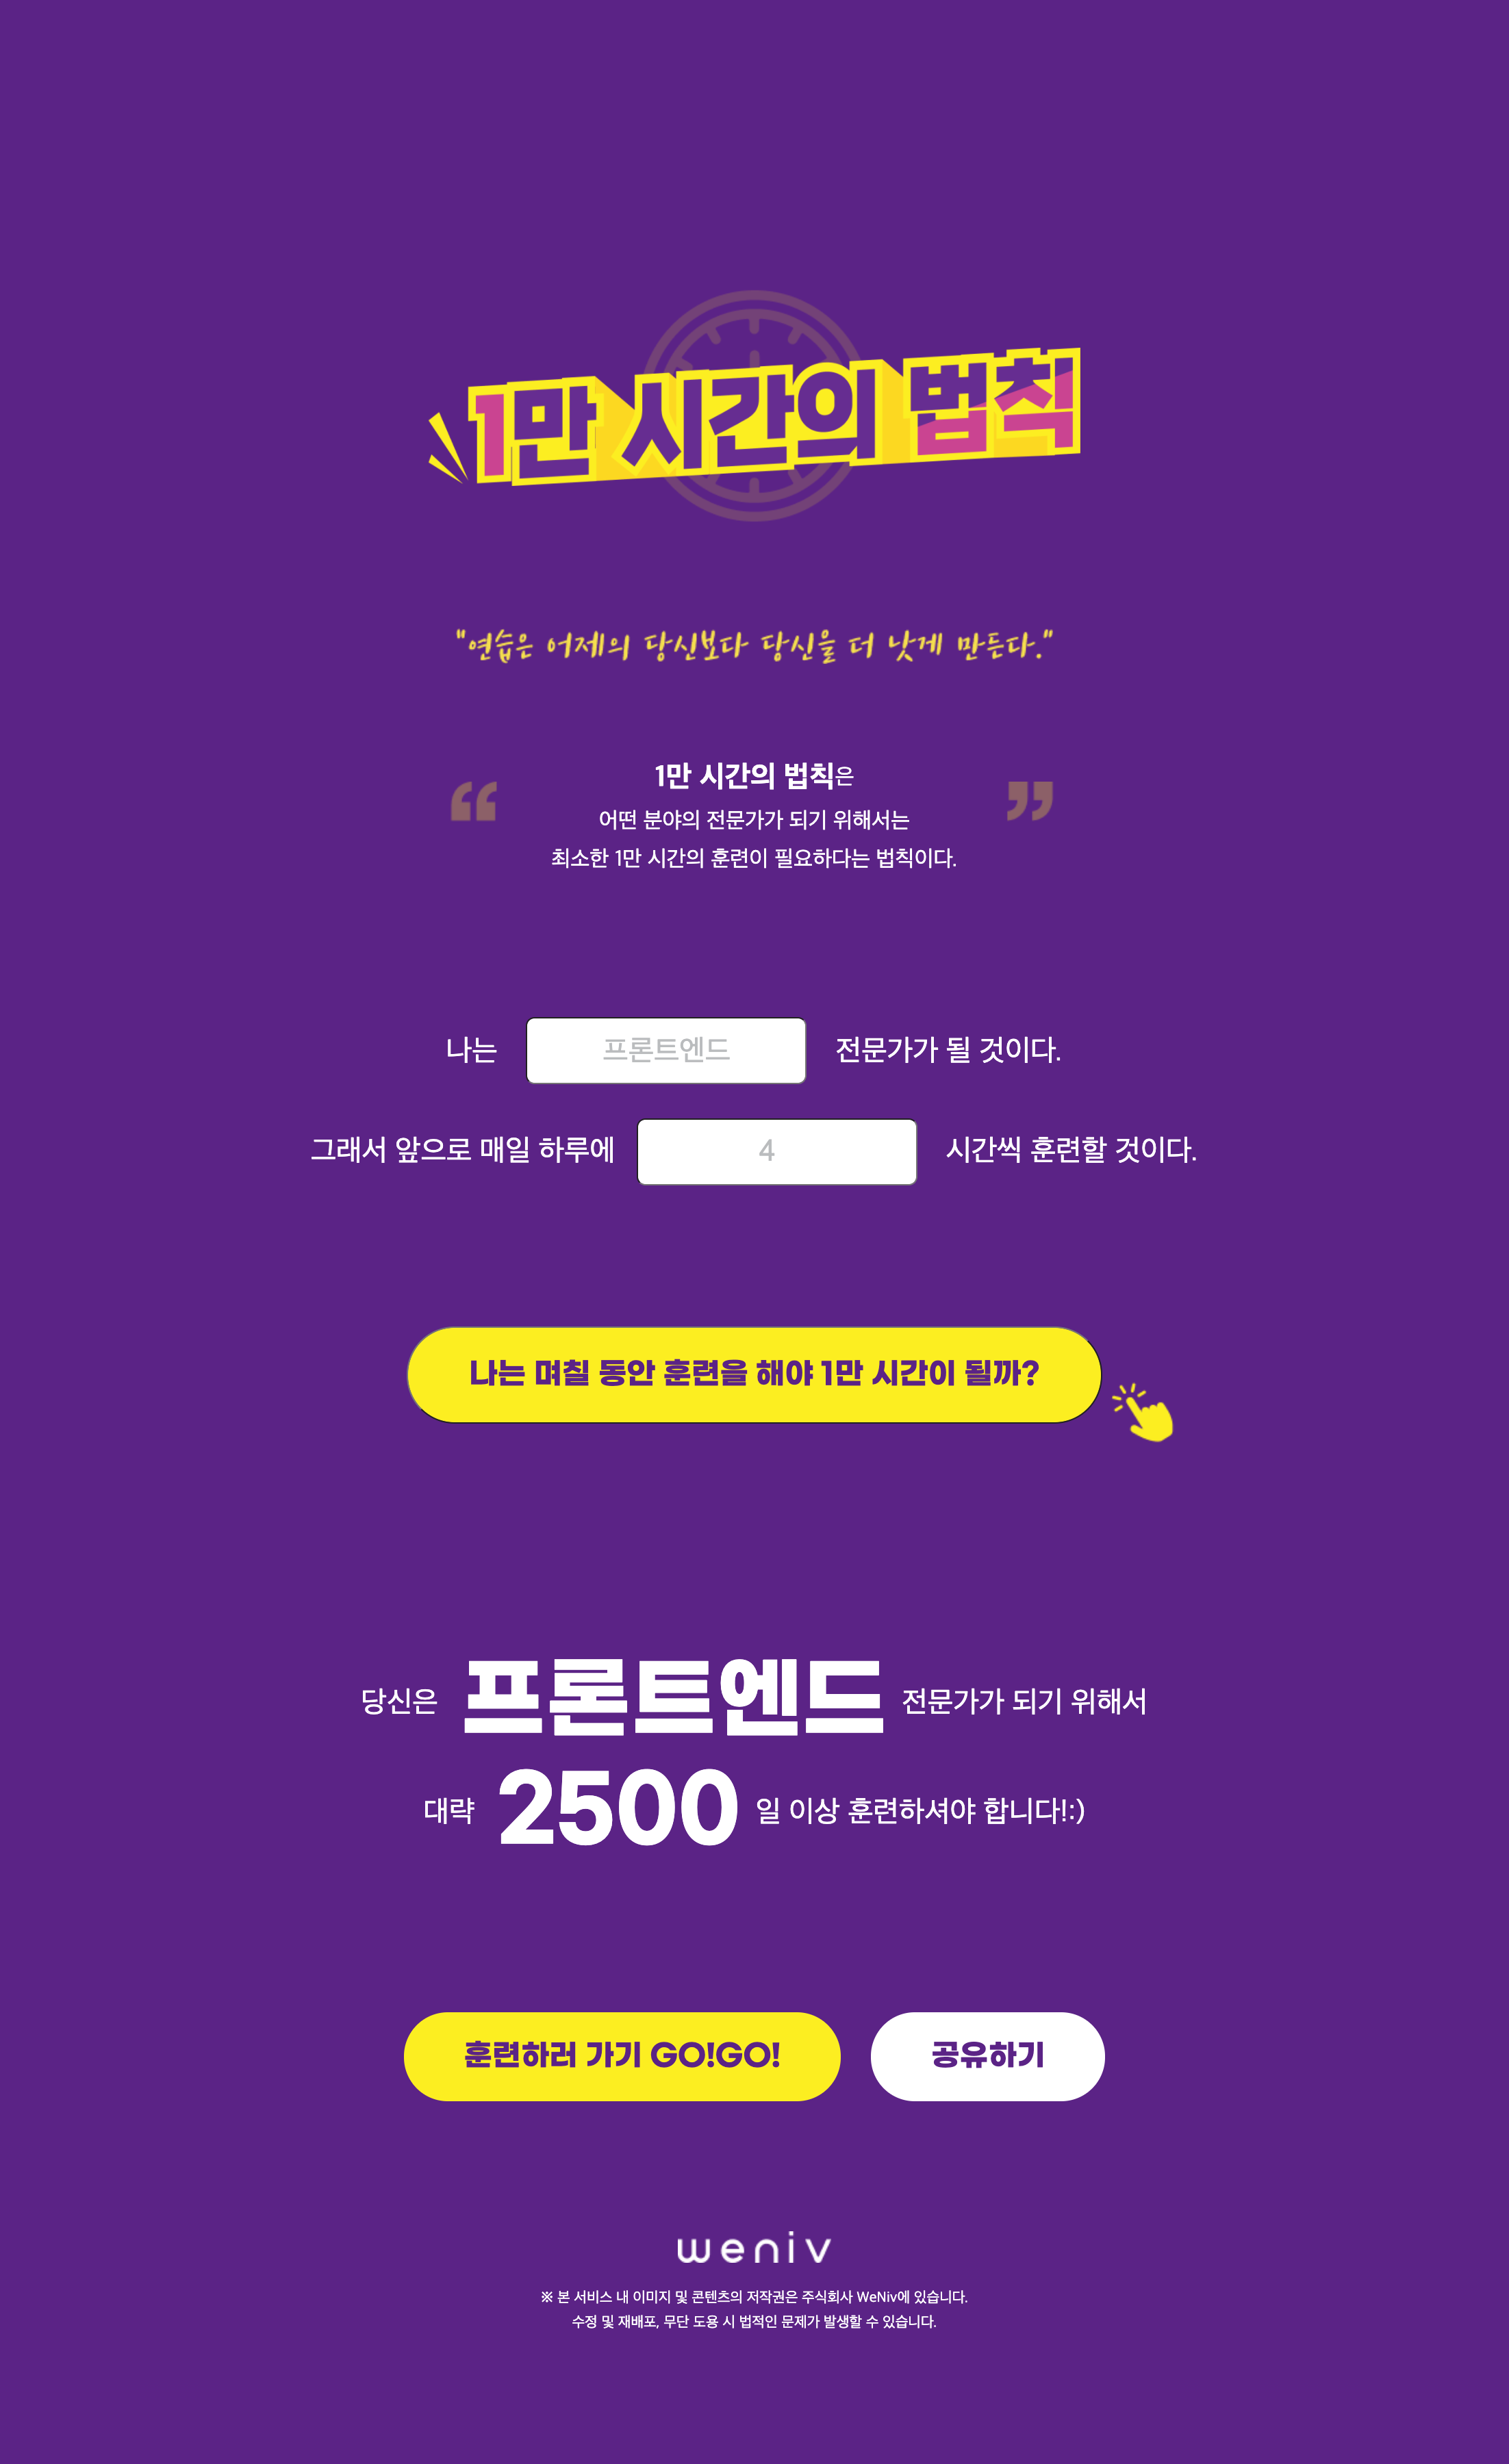 1만 시간의 법칙
"연습은 어제의 당신보다 당신을 더 낫게 만든다."
“ 1만 시간의 법칙은 ”
어떤 분야의 전문가가 되기 위해서는
최소한 1만 시간의 훈련이 필요하다는 법칙이다.
나는 프론트엔드 전문가가 될 것이다.
그래서 앞으로 매일 하루에 4 시간씩 훈련할 것이다.
나는 며칠 동안 훈련을 해야 1만 시간이 될까?
당신은 프론트엔드 전문가가 되기 위해서
대략 2500 일 이상 훈련하셔야 합니다!:)
훈련하러 가기 GO!GO! 공유하기
weniv
※ 본 서비스 내 이미지 및 콘텐츠의 저작권은 주식회사 WeNiv에 있습니다.
수정 및 재배포, 무단 도용 시 법적인 문제가 발생할 수 있습니다.